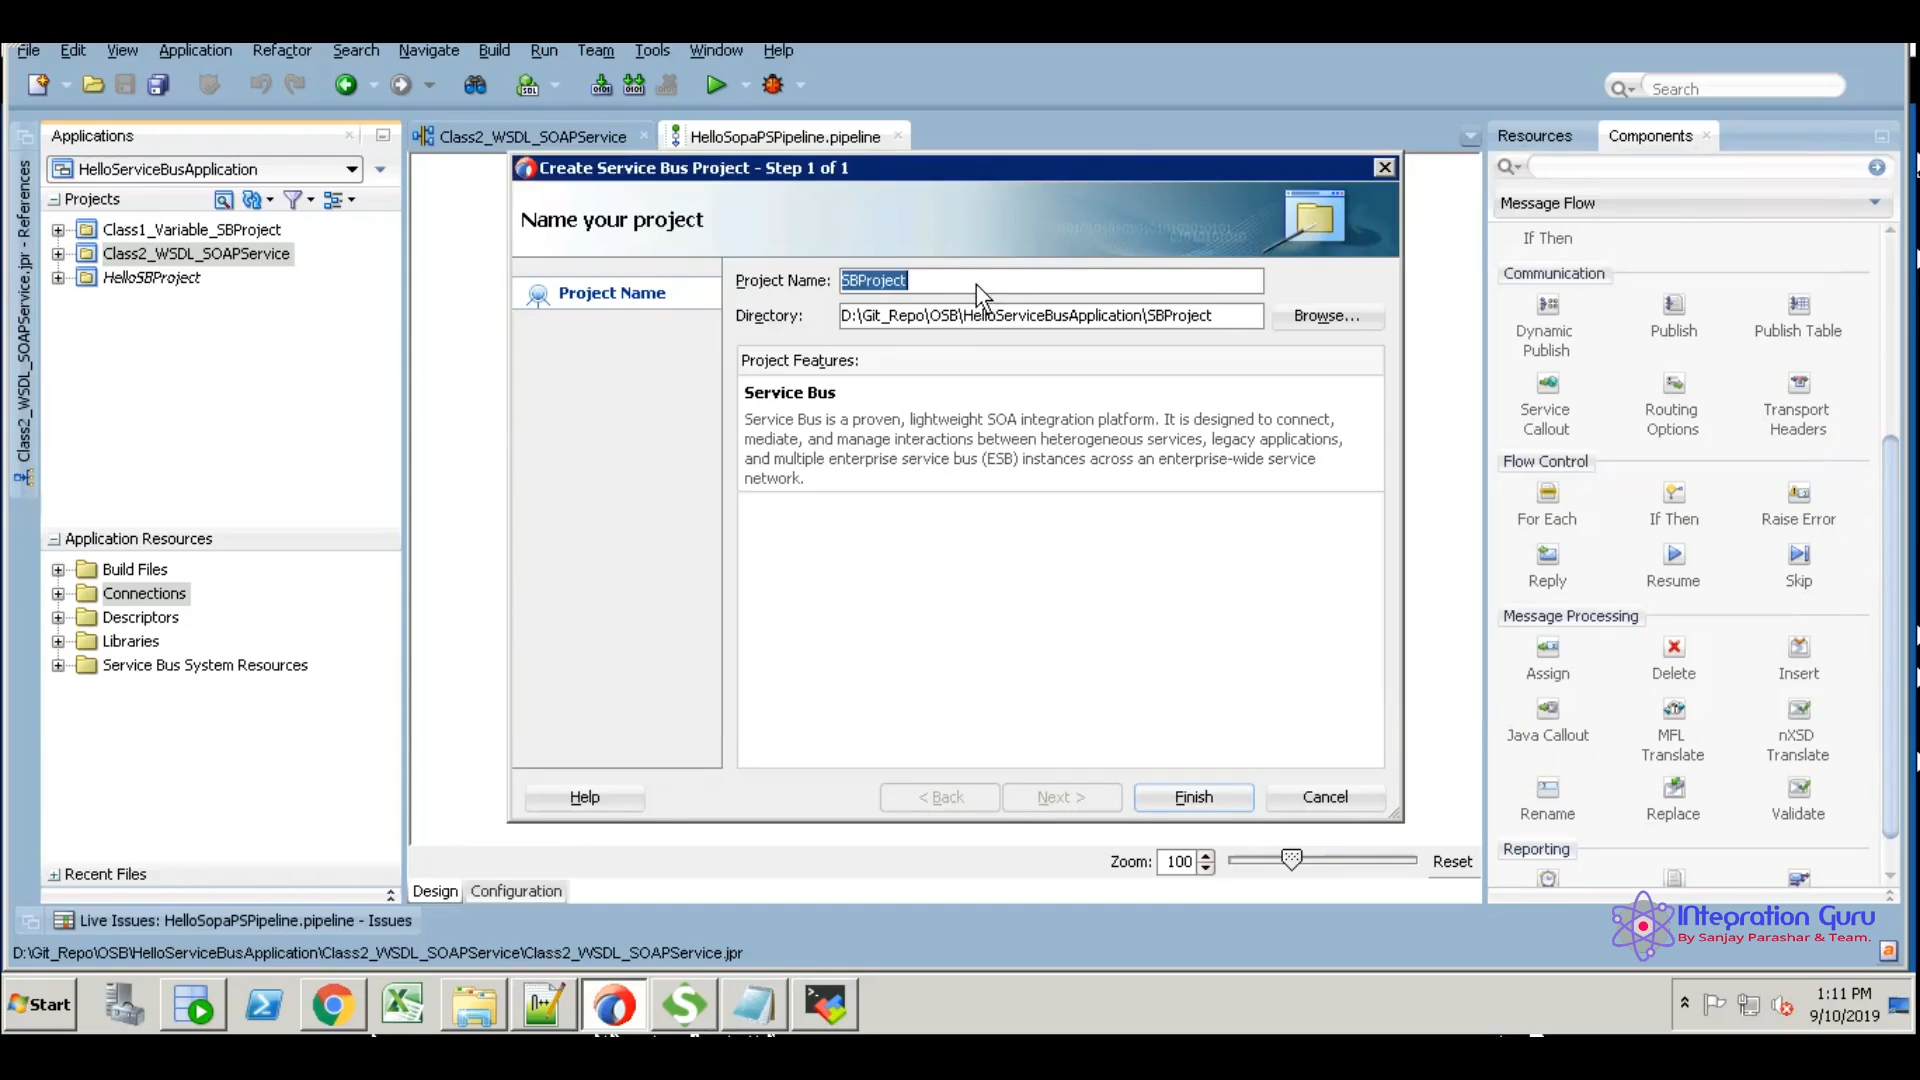 File Edit View Application Refactor Search Navigate Build Run Team Tools Window Help
Search
Applications
Class2_WSDL_SOAPService
HelloSopaPSPipeline.pipeline
Resources
Components
HelloServiceBusApplication
Projects
Class1_Variable_SBProject
Class2_WSDL_SOAPService
HelloSBProject
Class2_WSDL_SOAPService.jpr - References
Application Resources
Build Files
Connections
Descriptors
Libraries
Service Bus System Resources
Recent Files
Create Service Bus Project - Step 1 of 1
Name your project
Project Name
Project Name: SBProject
Directory: D:\Git_Repo\OSB\HelloServiceBusApplication\SBProject Browse...
Project Features:
Service Bus
Service Bus is a proven, lightweight SOA integration platform. It is designed to connect,
mediate, and manage interactions between heterogeneous services, legacy applications,
and multiple enterprise service bus (ESB) instances across an enterprise-wide service
network.
Help < Back Next > Finish Cancel
Zoom: 100 Reset
Design Configuration
Message Flow
If Then
Communication
Dynamic Publish
Publish
Publish Table
Service Callout
Routing Options
Transport Headers
Flow Control
For Each If Then Raise Error
Reply Resume Skip
Message Processing
Assign Delete Insert
Java Callout
MFL Translate
nXSD Translate
Rename Replace Validate
Reporting
Live Issues: HelloSopaPSPipeline.pipeline - Issues
D:\Git_Repo\OSB\HelloServiceBusApplication\Class2_WSDL_SOAPService\Class2_WSDL_SOAPService.jpr
INtegration Guru
By Sanjay Parashar & Team.
Start
1:11 PM
9/10/2019